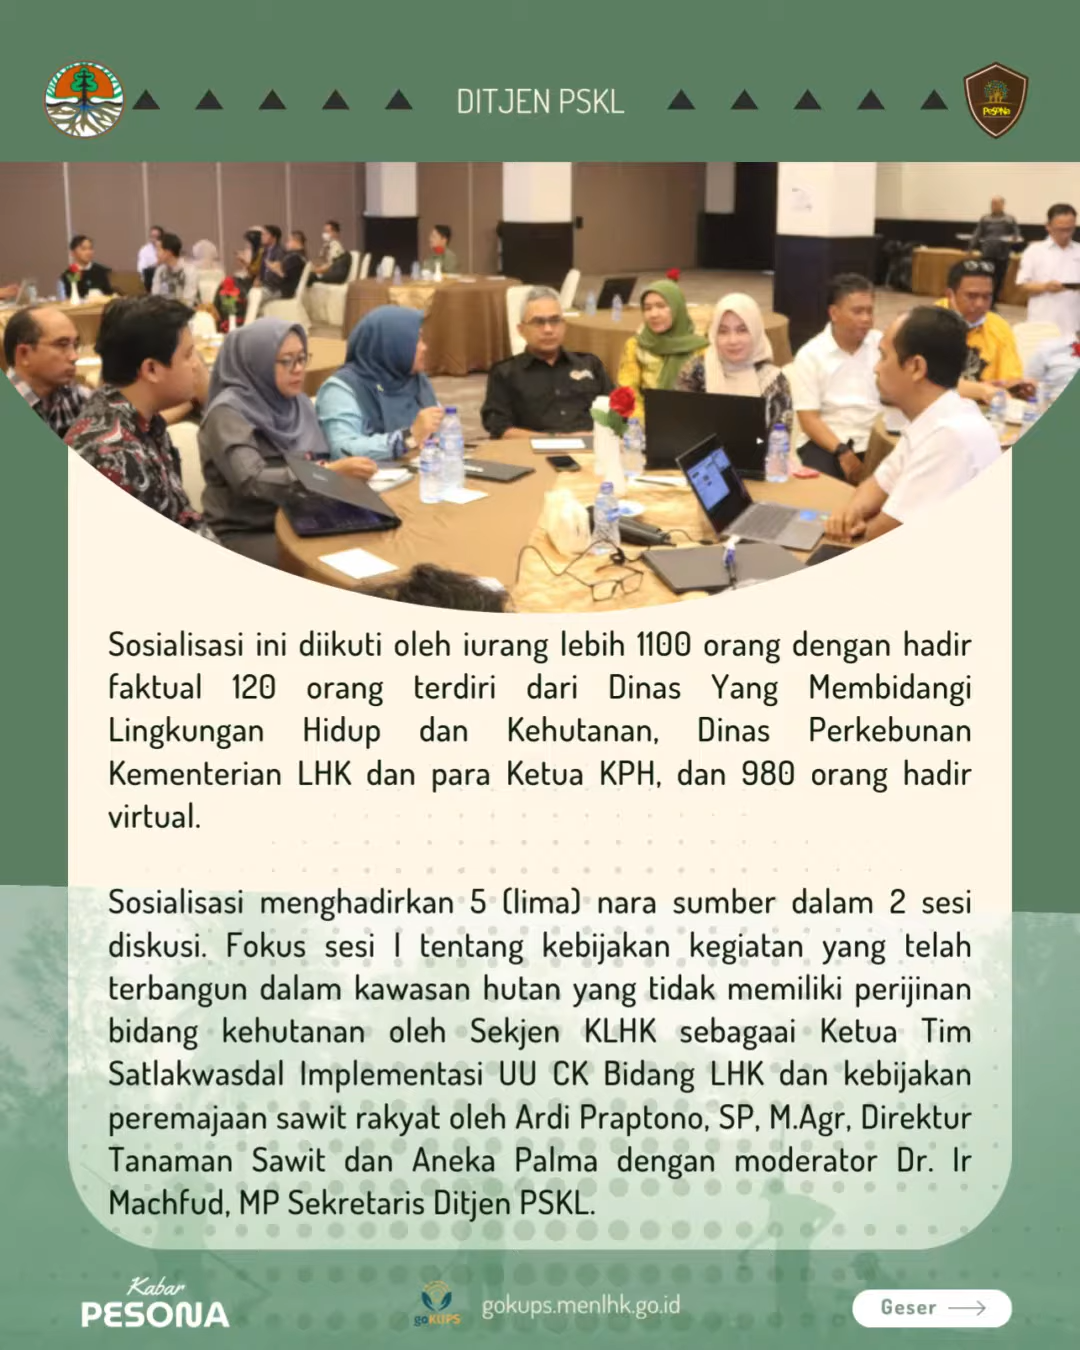 DITJEN PSKL
PeSONa
Sosialisasi ini diikuti oleh iurang lebih 1100 orang dengan hadir
faktual 120 orang terdiri dari Dinas Yang Membidangi
Lingkungan Hidup dan Kehutanan, Dinas Perkebunan
Kementerian LHK dan para Ketua KPH, dan 980 orang hadir
virtual.
Sosialisasi menghadirkan 5 (lima) nara sumber dalam 2 sesi
diskusi. Fokus sesi I tentang kebijakan kegiatan yang telah
terbangun dalam kawasan hutan yang tidak memiliki perijinan
bidang kehutanan oleh Sekjen KLHK sebagaai Ketua Tim
Satlakwasdal Implementasi UU CK Bidang LHK dan kebijakan
peremajaan sawit rakyat oleh Ardi Praptono, SP, M.Agr, Direktur
Tanaman Sawit dan Aneka Palma dengan moderator Dr. Ir
Machfud, MP Sekretaris Ditjen PSKL.
Kabar
PESONA
goKUPS
gokups.menlhk.go.id
Geser